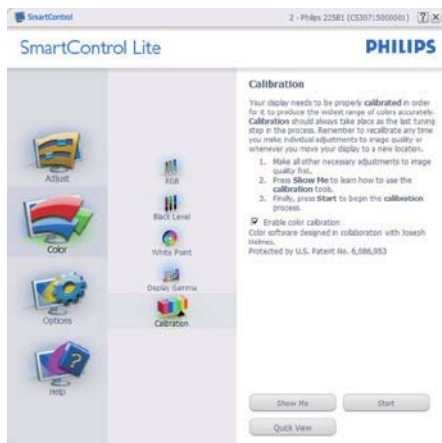 SmartControl
2 - Philips 225B1 (CS30715000001)
SmartControl Lite
PHILIPS
Adjust
Color
Options
Help
RGB
Black Level
White Point
Display Gamma
Calibration
Calibration
Your display needs to be properly calibrated in order
for it to produce the widest range of colors accurately.
Calibration should always take place as the last tuning
step in the process. Remember to recalibrate any time
you make individual adjustments to image quality or
whenever you move your display to a new location.
1. Make all other necessary adjustments to image
quality first.
2. Press Show Me to learn how to use the
calibration tools.
3. Finally, press Start to begin the calibration
process.
Enable color calibration
Color software designed in collaboration with Joseph
Helmes.
Protected by U.S. Patent No. 6,686,953
Show Me
Start
Quick View